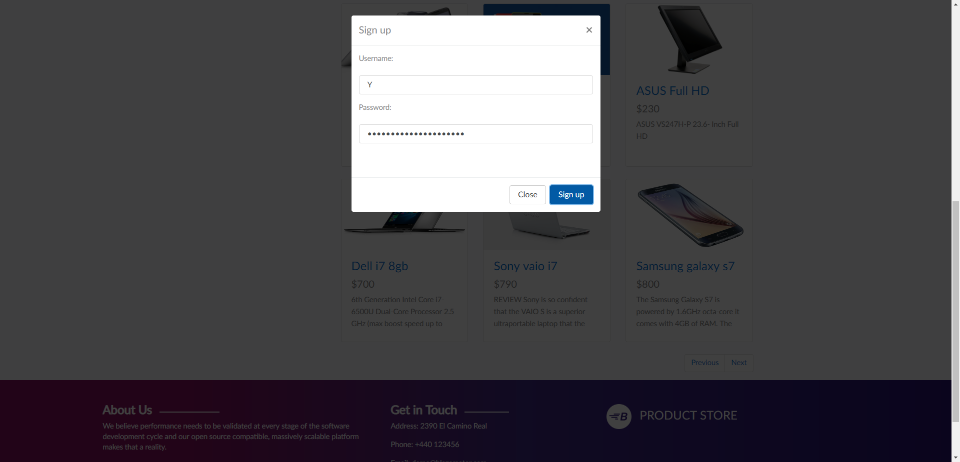 Sign up
×
Username:
Y
Password:
•••••••••••••••••••••
Close
Sign up
ASUS Full HD
$230
ASUS VS247H-P 23.6- Inch Full
HD
Dell i7 8gb
$700
6th Generation Intel Core i7
6500U Dual Core Processor 2.5
GHz (max boost speed up to
Sony vaio i7
$790
REVIEW Sony is so confident
that the VAIO S is a superior
ultraportable laptop that the
Samsung galaxy s7
$800
The Samsung Galaxy S7 is
powered by 1.6GHz octa-core it
comes with 4GB of RAM. The
Previous
Next
About Us
We believe performance needs to be validated at every stage of the software
development cycle and our open source compatible, massively scalable platform
makes that a reality.
Get in Touch
Address: 2390 El Camino Real
Phone: +440 123456
B
PRODUCT STORE